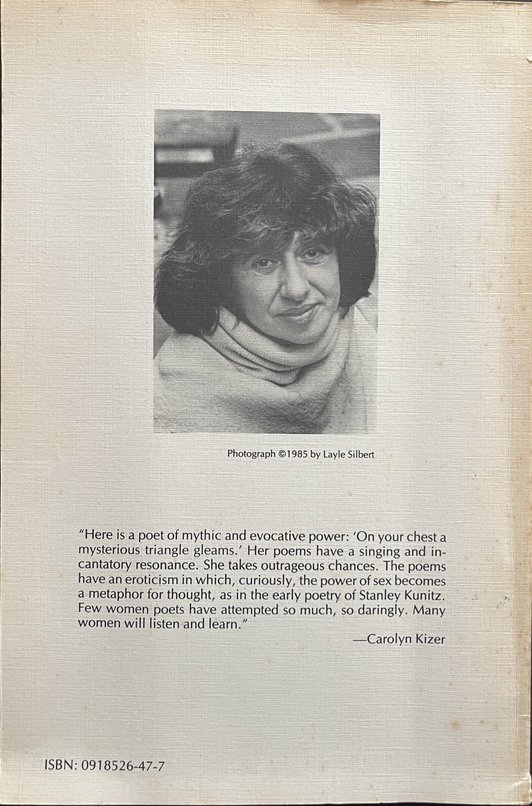 Photograph ©1985 by Layle Silbert
“Here is a poet of mythic and evocative power: ‘On your chest a
mysterious triangle gleams.’ Her poems have a singing and in-
cantatory resonance. She takes outrageous chances. The poems
have an eroticism in which, curiously, the power of sex becomes
a metaphor for thought, as in the early poetry of Stanley Kunitz.
Few women poets have attempted so much, so daringly. Many
women will listen and learn.”
—Carolyn Kizer
ISBN: 0918526-47-7